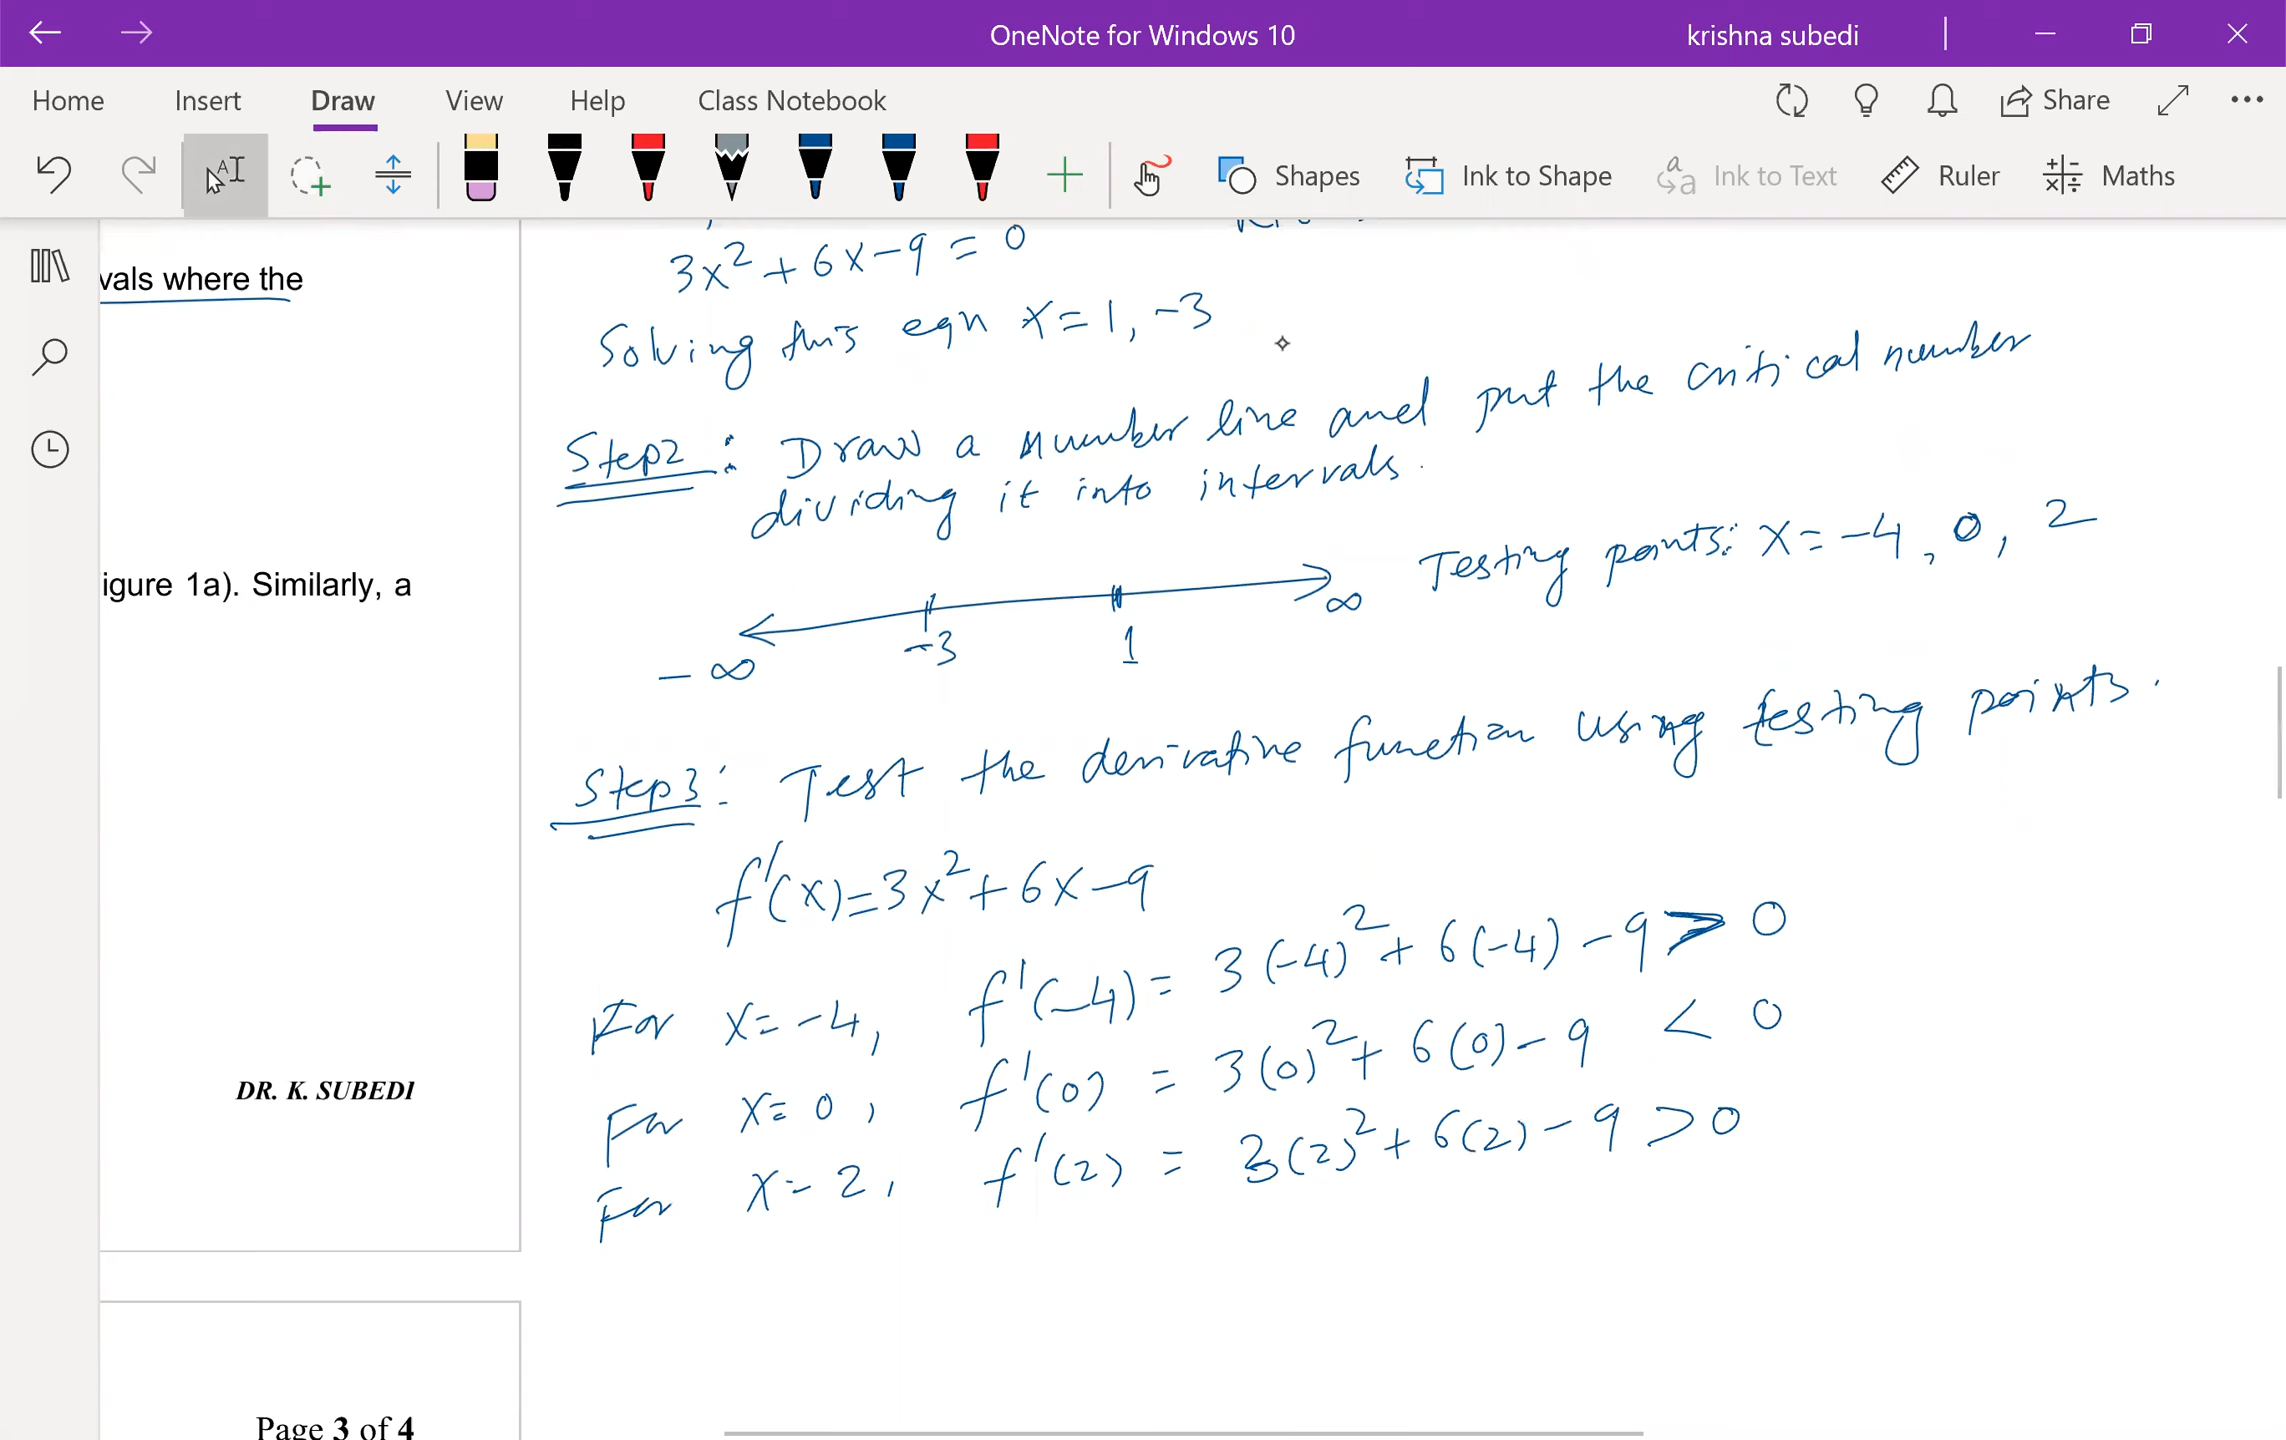 OneNote for Windows 10
krishna subedi
Home Insert Draw View Help Class Notebook
Share
Shapes Ink to Shape Ink to Text Ruler Maths
vals where the
igure 1a). Similarly, a
DR. K. SUBEDI
Page 3 of 4
3x² + 6x - 9 = 0
Solving this eqn x = 1, -3
Step2 : Draw a number line and put the critical number
dividing it into intervals.
Testing points: x = -4, 0, 2
-∞ -3 1 ∞
Step3 : Test the derivative function using testing points.
f'(x) = 3x² + 6x - 9
For x = -4, f'(-4) = 3(-4)² + 6(-4) - 9 > 0
For x = 0, f'(0) = 3(0)² + 6(0) - 9 < 0
For x = 2, f'(2) = 3(2)² + 6(2) - 9 > 0